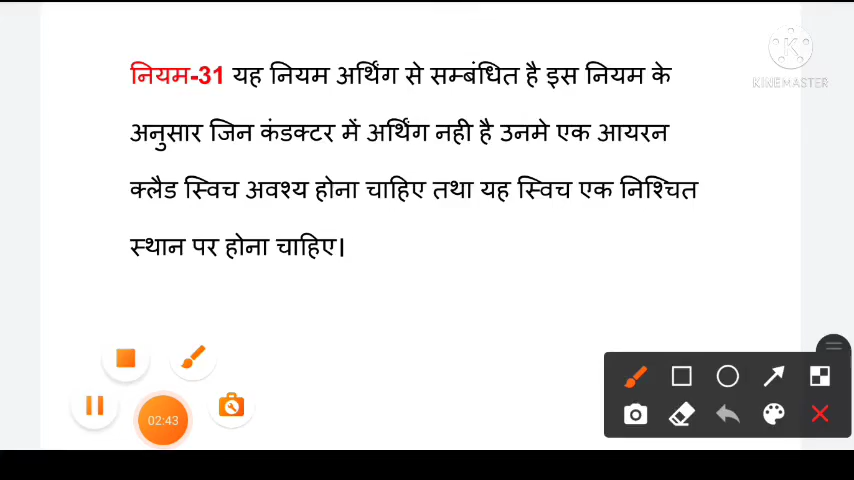 KINEMASTER
नियम-31 यह नियम अर्थिंग से सम्बंधित है इस नियम के
अनुसार जिन कंडक्टर में अर्थिंग नही है उनमे एक आयरन
क्लैड स्विच अवश्य होना चाहिए तथा यह स्विच एक निश्चित
स्थान पर होना चाहिए।
02:43